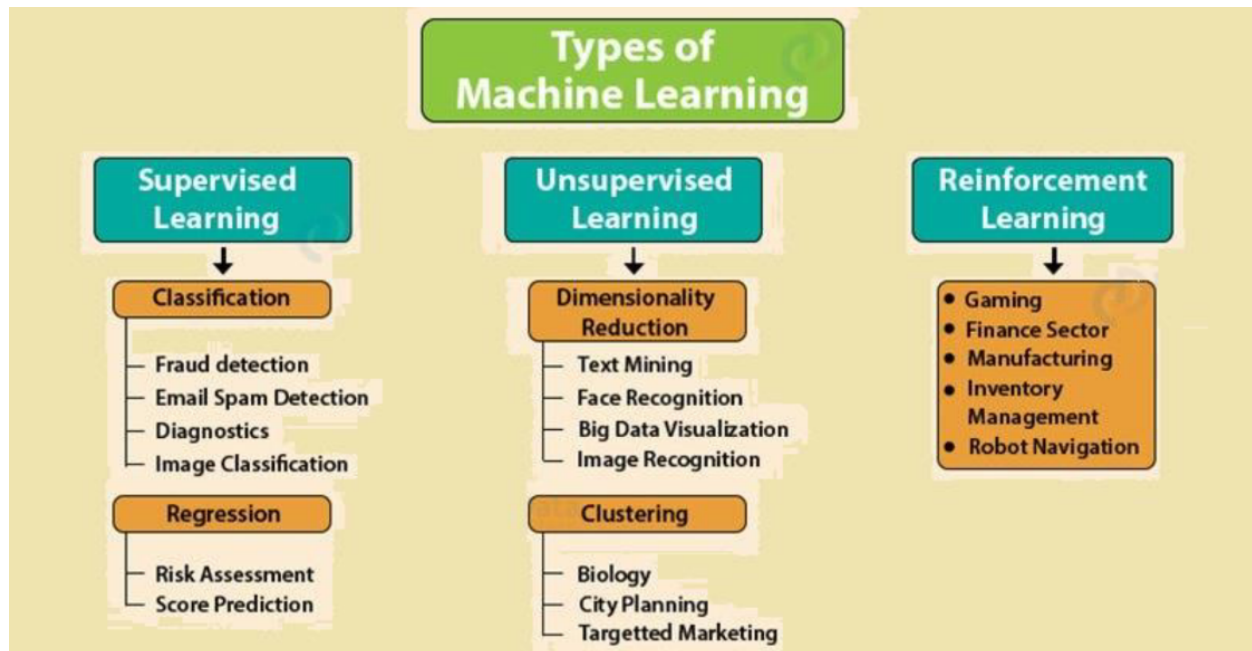 Types of
Machine Learning
Supervised
Learning
Classification
Fraud detection
Email Spam Detection
Diagnostics
Image Classification
Regression
Risk Assessment
Score Prediction
Unsupervised
Learning
Dimensionality
Reduction
Text Mining
Face Recognition
Big Data Visualization
Image Recognition
Clustering
Biology
City Planning
Targetted Marketing
Reinforcement
Learning
• Gaming
• Finance Sector
• Manufacturing
• Inventory
Management
• Robot Navigation